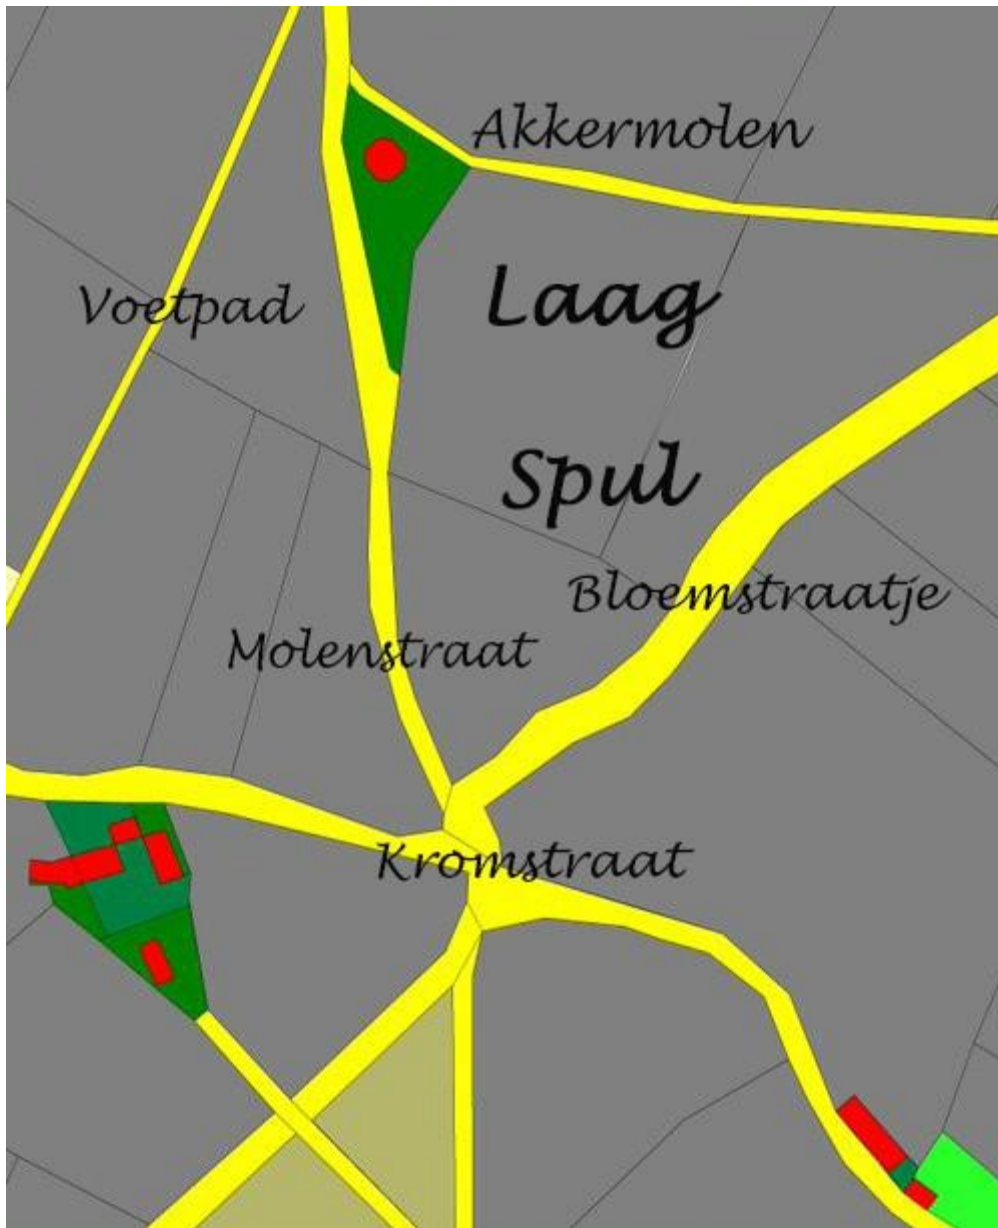 Akkermolen
Laag
Voetpad
Spul
Bloemstraatje
Molenstraat
Kromstraat